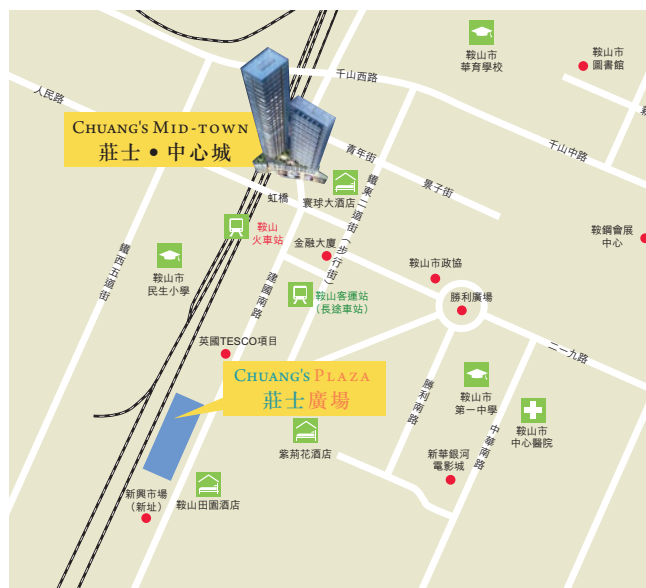 鞍山市
華育學校
鞍山市
圖書館
千山西路
人民路
千山中路
CHUANG'S MID-TOWN
莊士•中心城
青年街
景子街
鐵東二道街(步行街)
虹橋
寰球大酒店
鞍山
火車站
金融大廈
鞍鋼會展
中心
鐵西五道街
鞍山市
民生小學
建國南路
鞍山市政協
鞍山客運站
(長途車站)
勝利廣場
二一九路
英國TESCO項目
CHUANG'S PLAZA
莊士廣場
勝利南路
鞍山市
第一中學
中華南路
鞍山市
中心醫院
紫荊花酒店
新華銀河
電影城
新興市場
(新址)
鞍山田園酒店